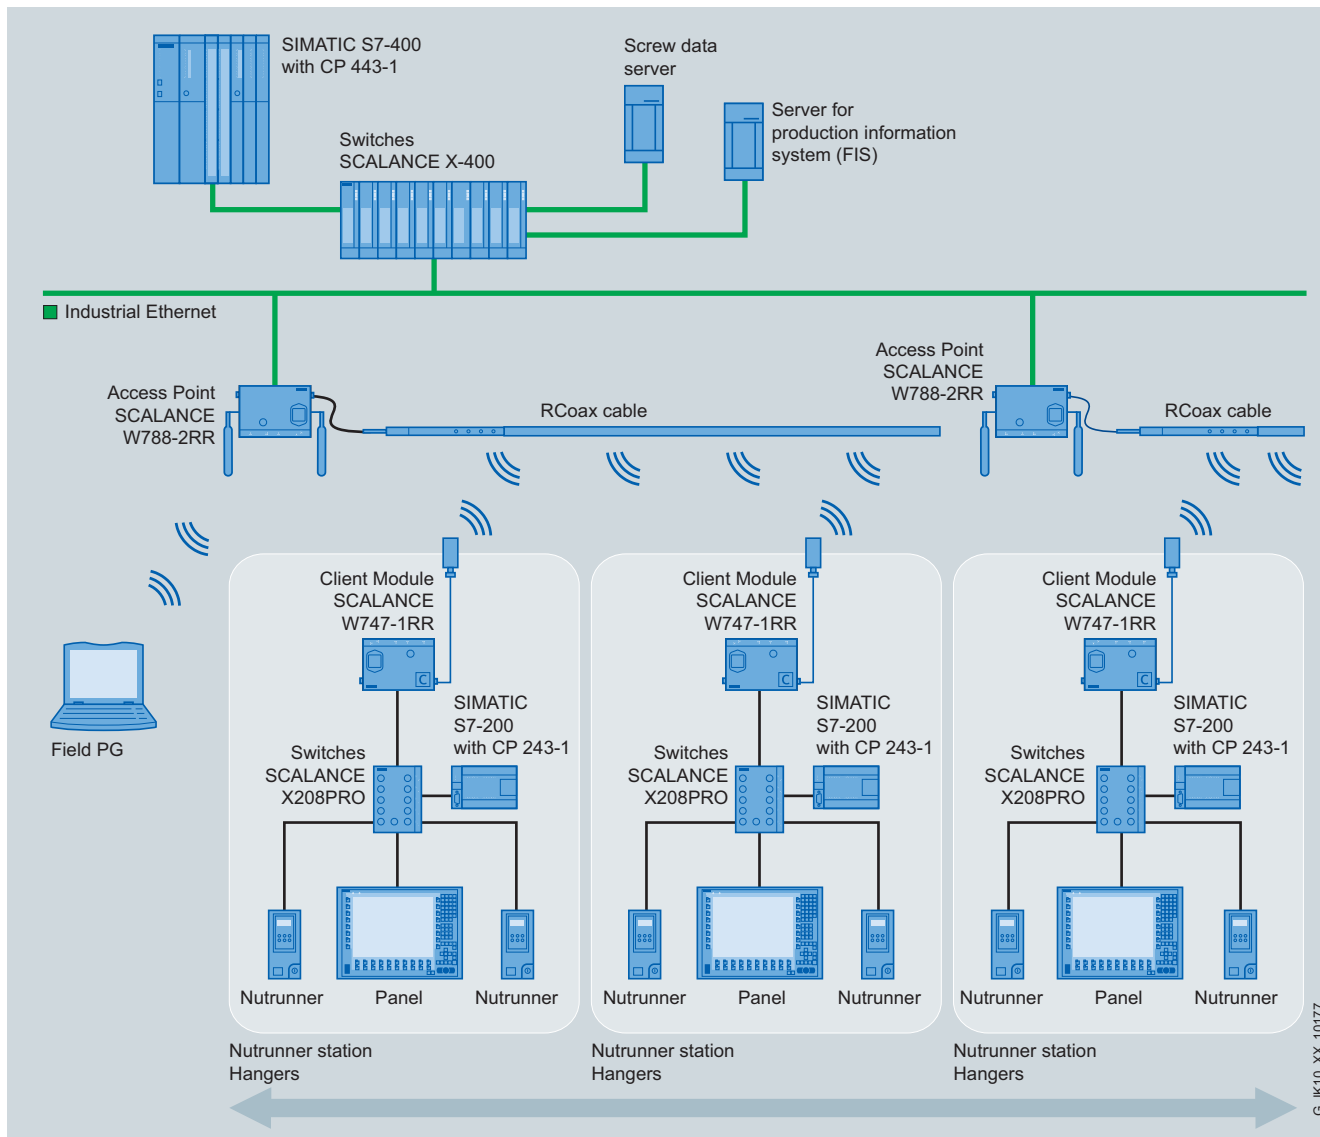 SIMATIC S7-400
with CP 443-1
Screw data
server
Server for
production information
system (FIS)
Switches
SCALANCE X-400
Industrial Ethernet
Access Point
SCALANCE
W788-2RR
RCoax cable
Access Point
SCALANCE
W788-2RR
RCoax cable
Field PG
Client Module
SCALANCE
W747-1RR
C
SIMATIC
S7-200
with CP 243-1
Switches
SCALANCE
X208PRO
Nutrunner
Panel
Nutrunner
Nutrunner station
Hangers
Client Module
SCALANCE
W747-1RR
C
SIMATIC
S7-200
with CP 243-1
Switches
SCALANCE
X208PRO
Nutrunner
Panel
Nutrunner
Nutrunner station
Hangers
Client Module
SCALANCE
W747-1RR
C
SIMATIC
S7-200
with CP 243-1
Switches
SCALANCE
X208PRO
Nutrunner
Panel
Nutrunner
Nutrunner station
Hangers
G_IK10_XX_10177